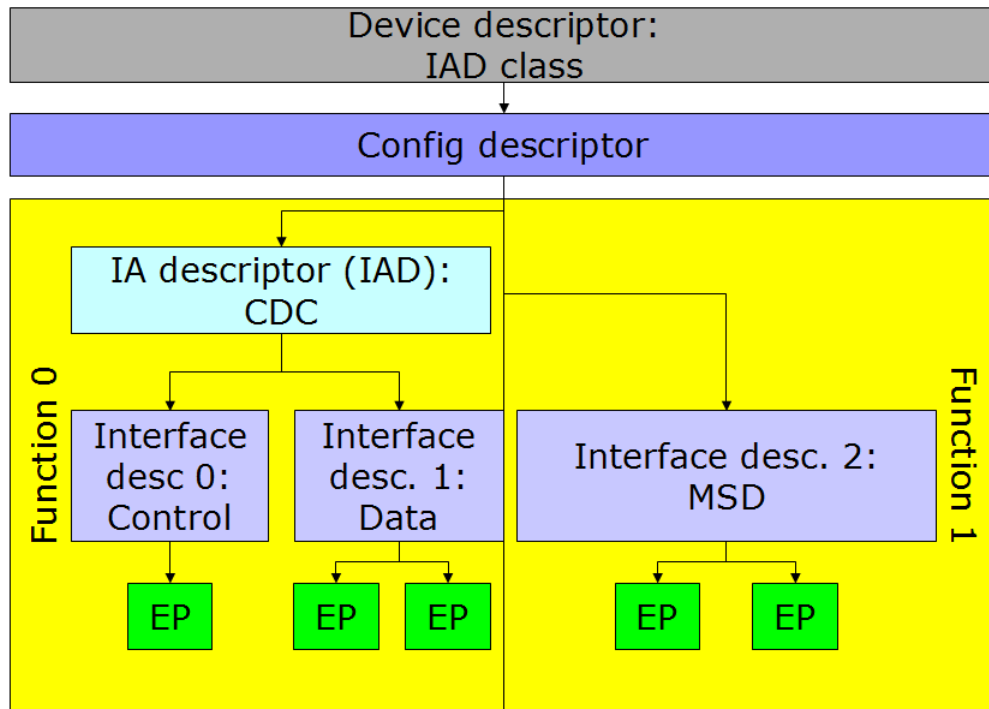 Device descriptor:
IAD class
Config descriptor
IA descriptor (IAD):
CDC
Function 0
Interface
desc 0:
Control
Interface
desc. 1:
Data
Interface desc. 2:
MSD
Function 1
EP
EP
EP
EP
EP